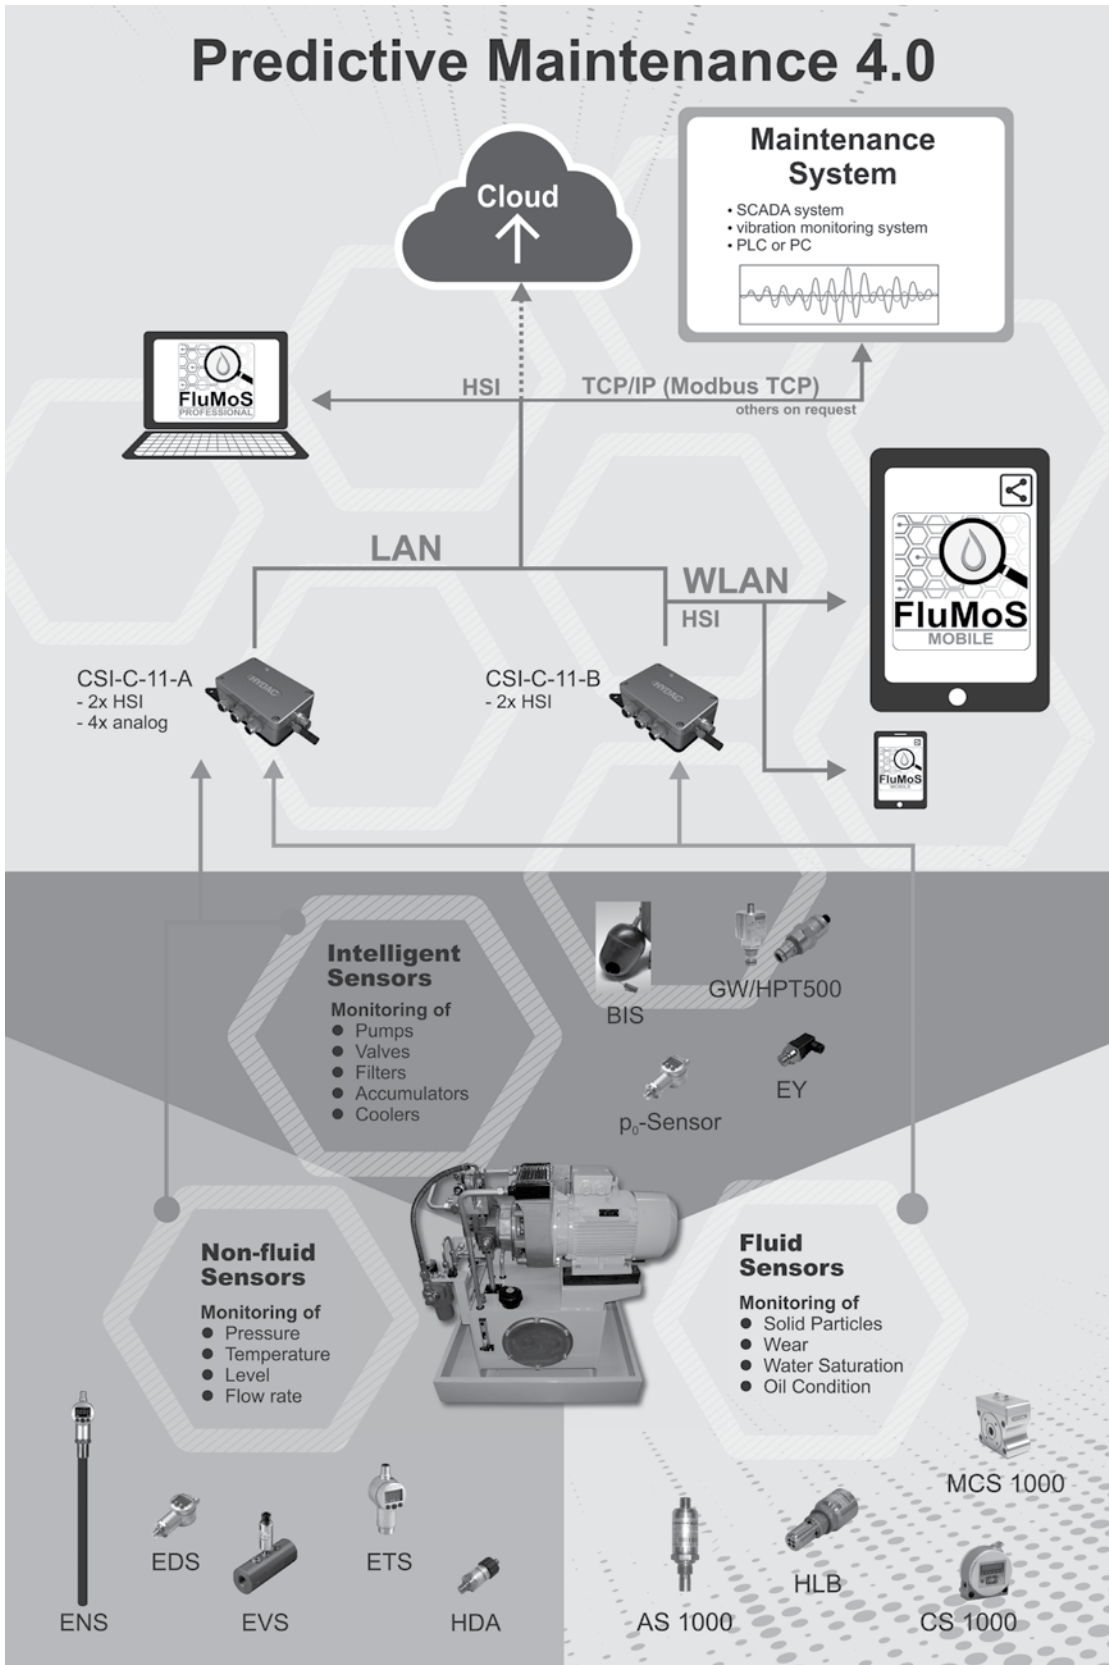 Predictive Maintenance 4.0
Cloud
Maintenance
System
• SCADA system
• vibration monitoring system
• PLC or PC
FluMoS
PROFESSIONAL
HSI
TCP/IP (Modbus TCP)
others on request
LAN
WLAN
HSI
FluMoS
MOBILE
CSI-C-11-A
- 2x HSI
- 4x analog
HYDAC
CSI-C-11-B
- 2x HSI
HYDAC
FluMoS
MOBILE
Intelligent
Sensors
Monitoring of
● Pumps
● Valves
● Filters
● Accumulators
● Coolers
BIS
GW/HPT500
p₀-Sensor
EY
Non-fluid
Sensors
Monitoring of
● Pressure
● Temperature
● Level
● Flow rate
Fluid
Sensors
Monitoring of
● Solid Particles
● Wear
● Water Saturation
● Oil Condition
ENS
EDS
EVS
ETS
HDA
AS 1000
HLB
MCS 1000
CS 1000